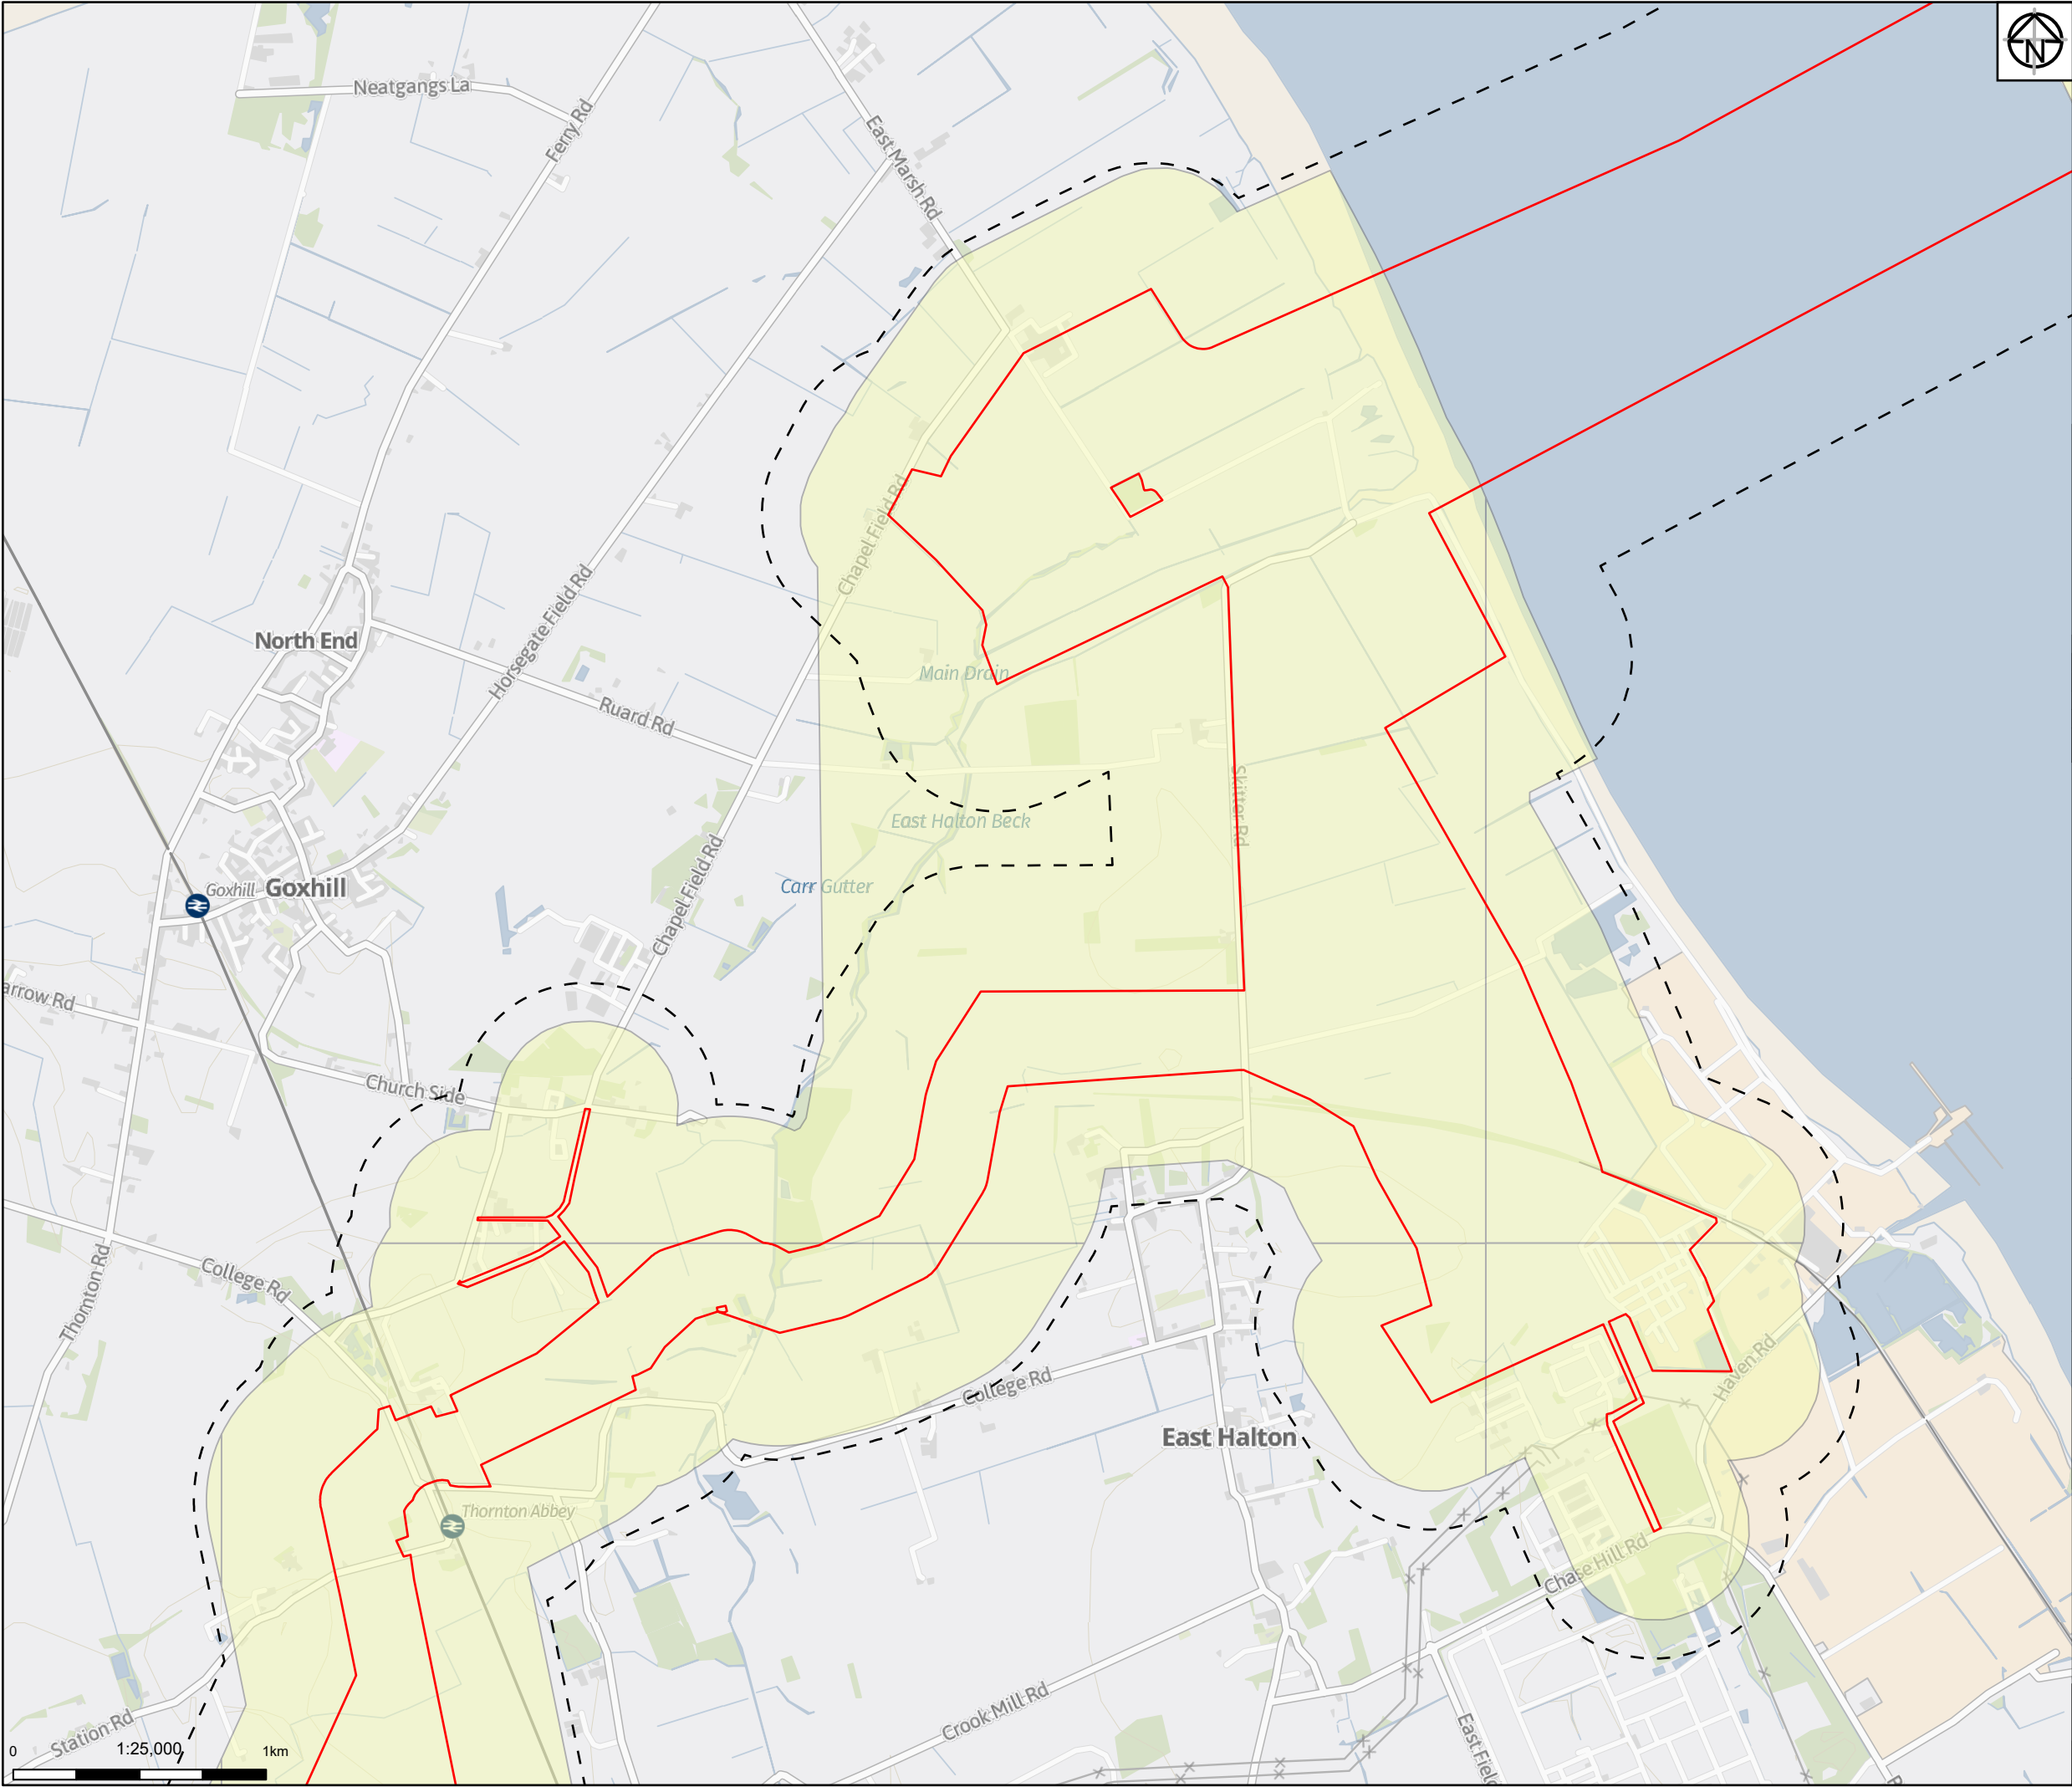 N
Neatgangs La
Ferry Rd
East Marsh Rd
Chapel Field Rd
North End
Horsegate Field Rd
Main Drain
Ruard Rd
Skitter Rd
East Halton Beck
Goxhill
Goxhill
Carr Gutter
Chapel Field Rd
arrow Rd
Church Side
College Rd
Thornton Rd
Haven Rd
College Rd
East Halton
Thornton Abbey
Chase Hill Rd
Crook Mill Rd
Station Rd
East Field
0 1:25,000 1km